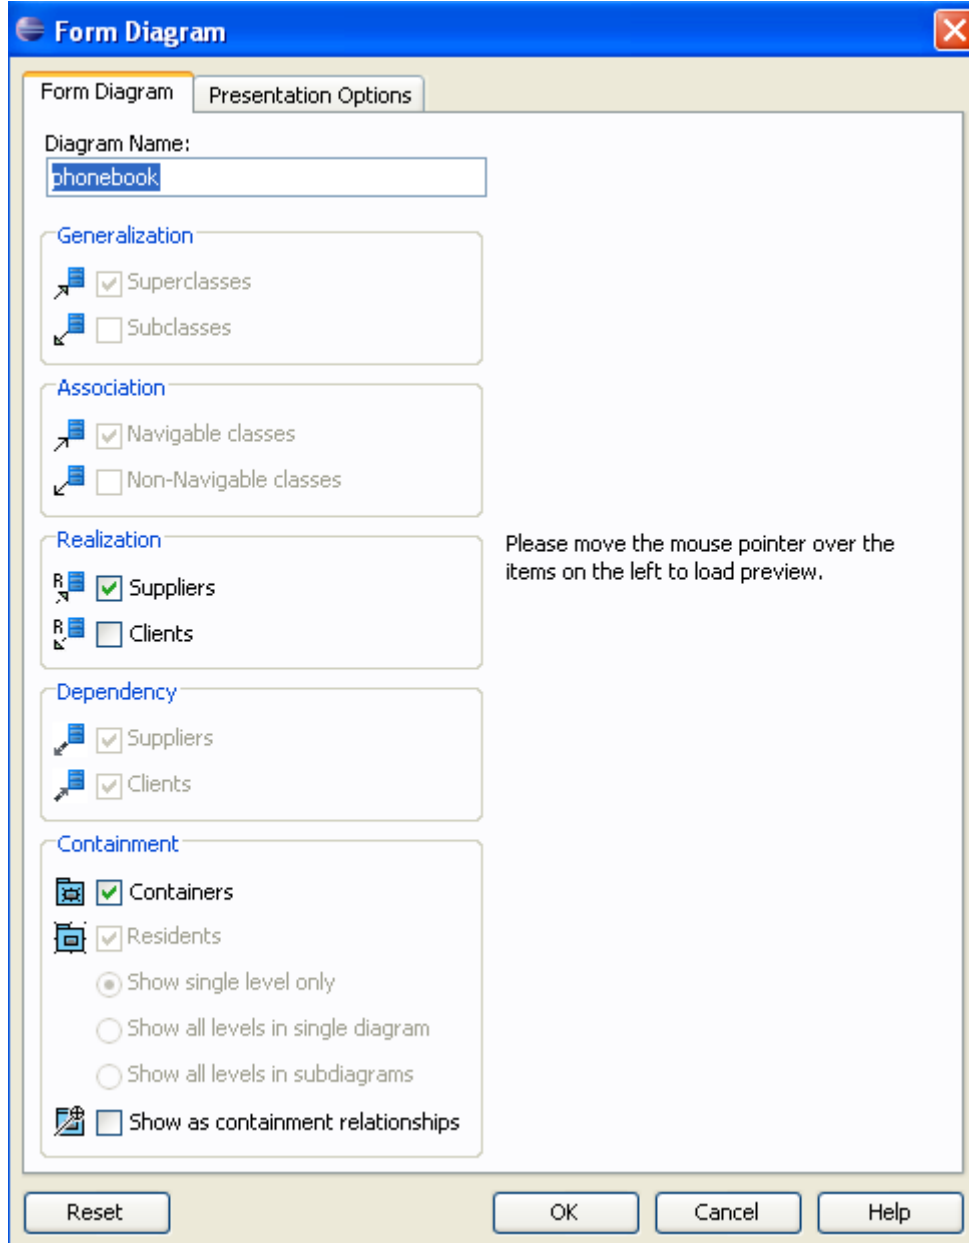 Form Diagram
Form Diagram
Presentation Options
Diagram Name:
phonebook
Generalization
Superclasses
Subclasses
Association
Navigable classes
Non-Navigable classes
Realization
R Suppliers
R Clients
Please move the mouse pointer over the
items on the left to load preview.
Dependency
Suppliers
Clients
Containment
Containers
Residents
Show single level only
Show all levels in single diagram
Show all levels in subdiagrams
Show as containment relationships
Reset
OK
Cancel
Help